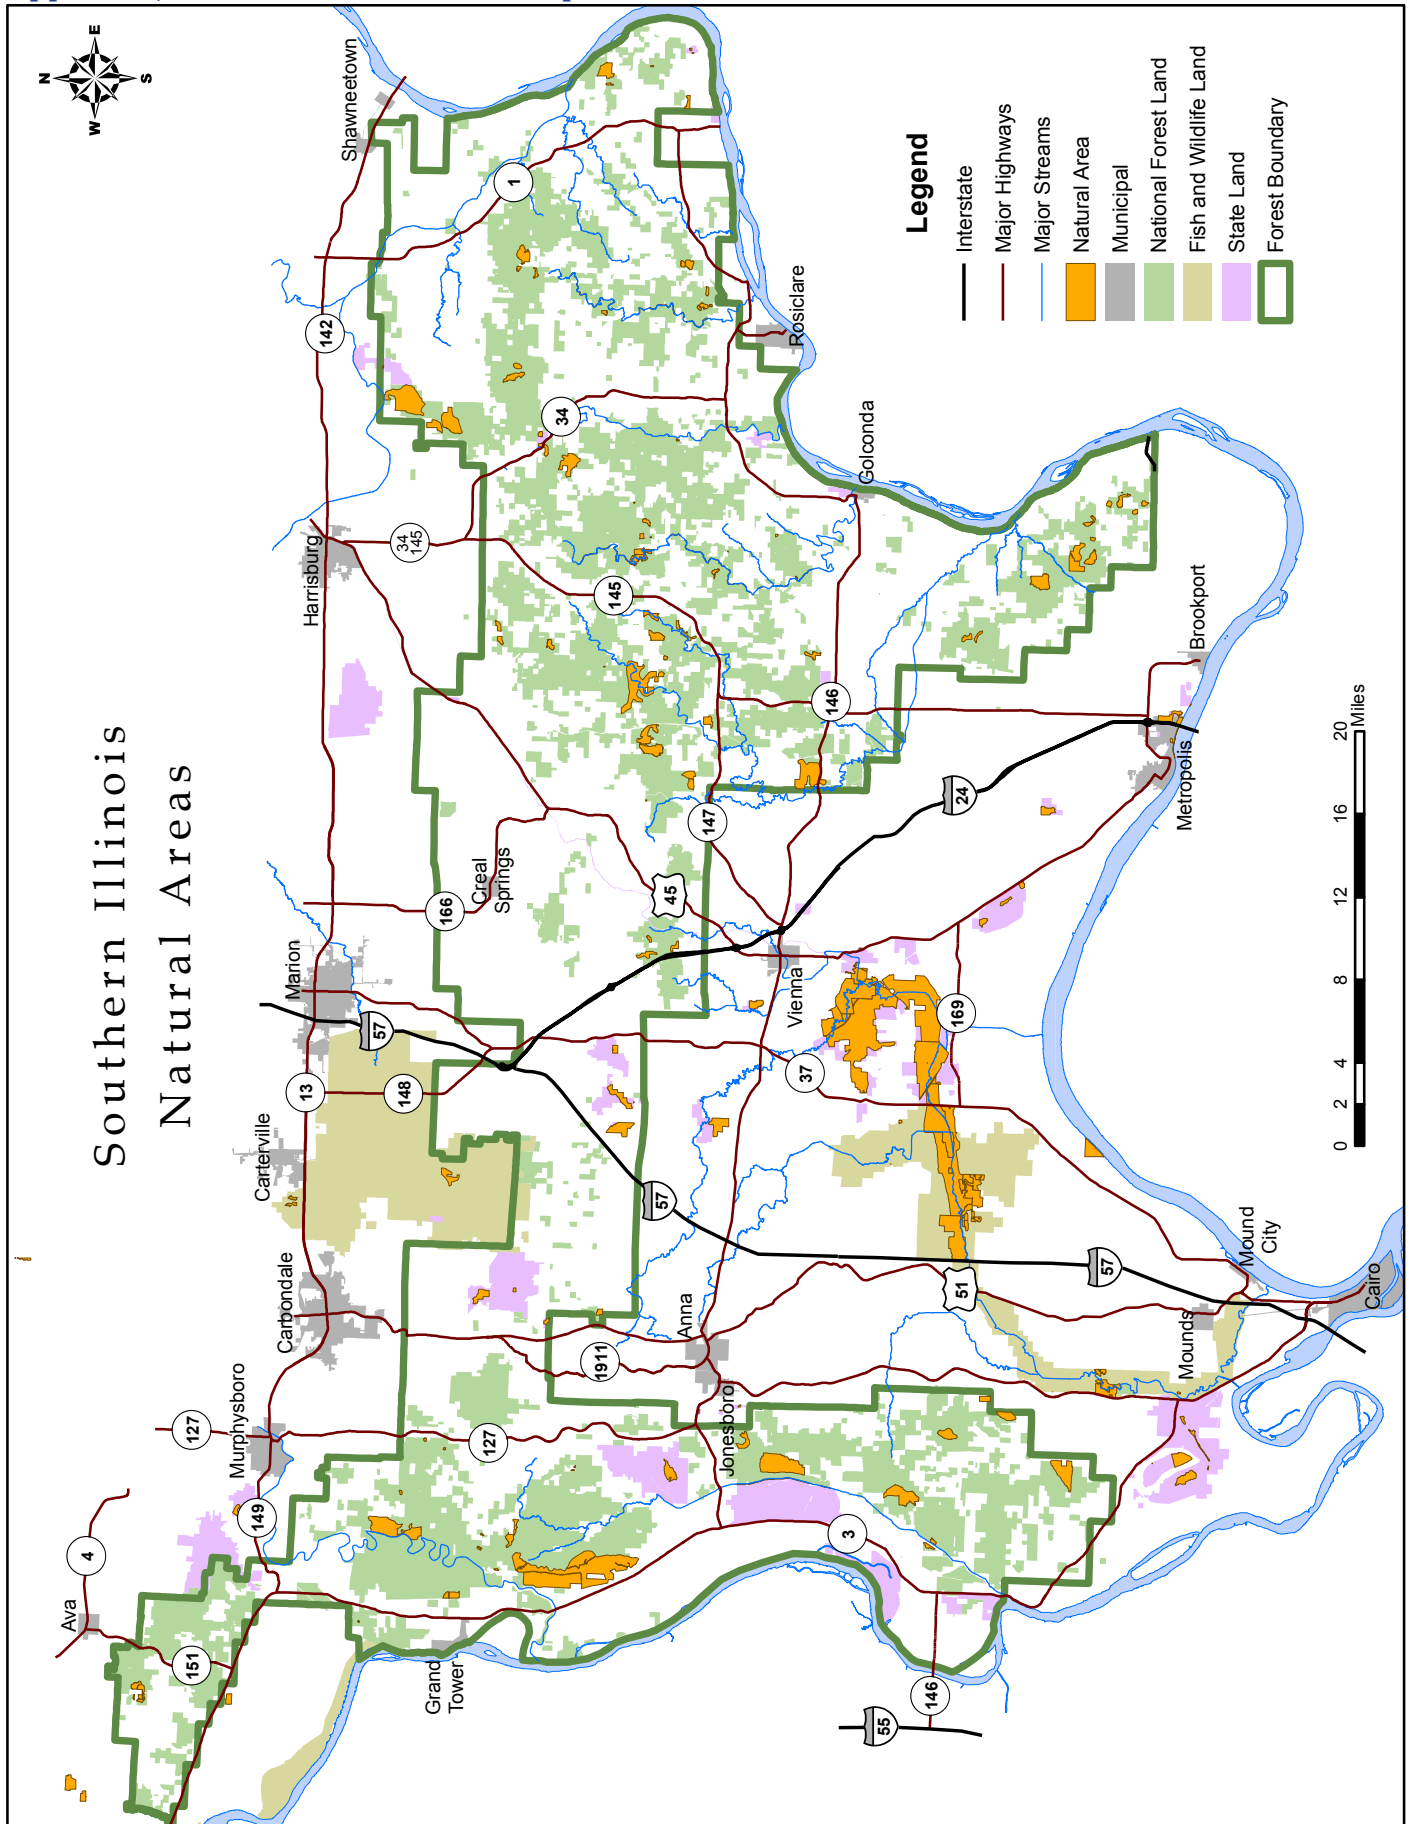 Southern Illinois
Natural Areas
N
W
E
S
Shawneetown
142
1
Harrisburg
34
145
34
145
Rosiclare
Golconda
Marion
166
Creal
Springs
45
147
146
24
Brookport
Metropolis
Carterville
13
57
148
Vienna
37
169
Carbondale
57
51
57
Mound
City
Mounds
Cairo
Murphysboro
127
127
1911
Anna
Jonesboro
149
4
Ava
151
Grand
Tower
3
146
55
Legend
Interstate
Major Highways
Major Streams
Natural Area
Municipal
National Forest Land
Fish and Wildlife Land
State Land
Forest Boundary
0 2 4 8 12 16 20
Miles